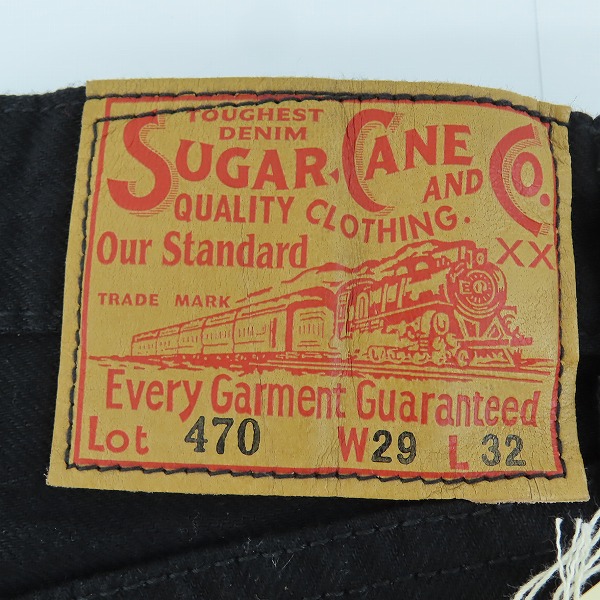 TOUGHEST
DENIM
SUGAR CANE AND CO.
QUALITY CLOTHING.
Our Standard XX
TRADE MARK
Every Garment Guaranteed
Lot 470 W29 L 32